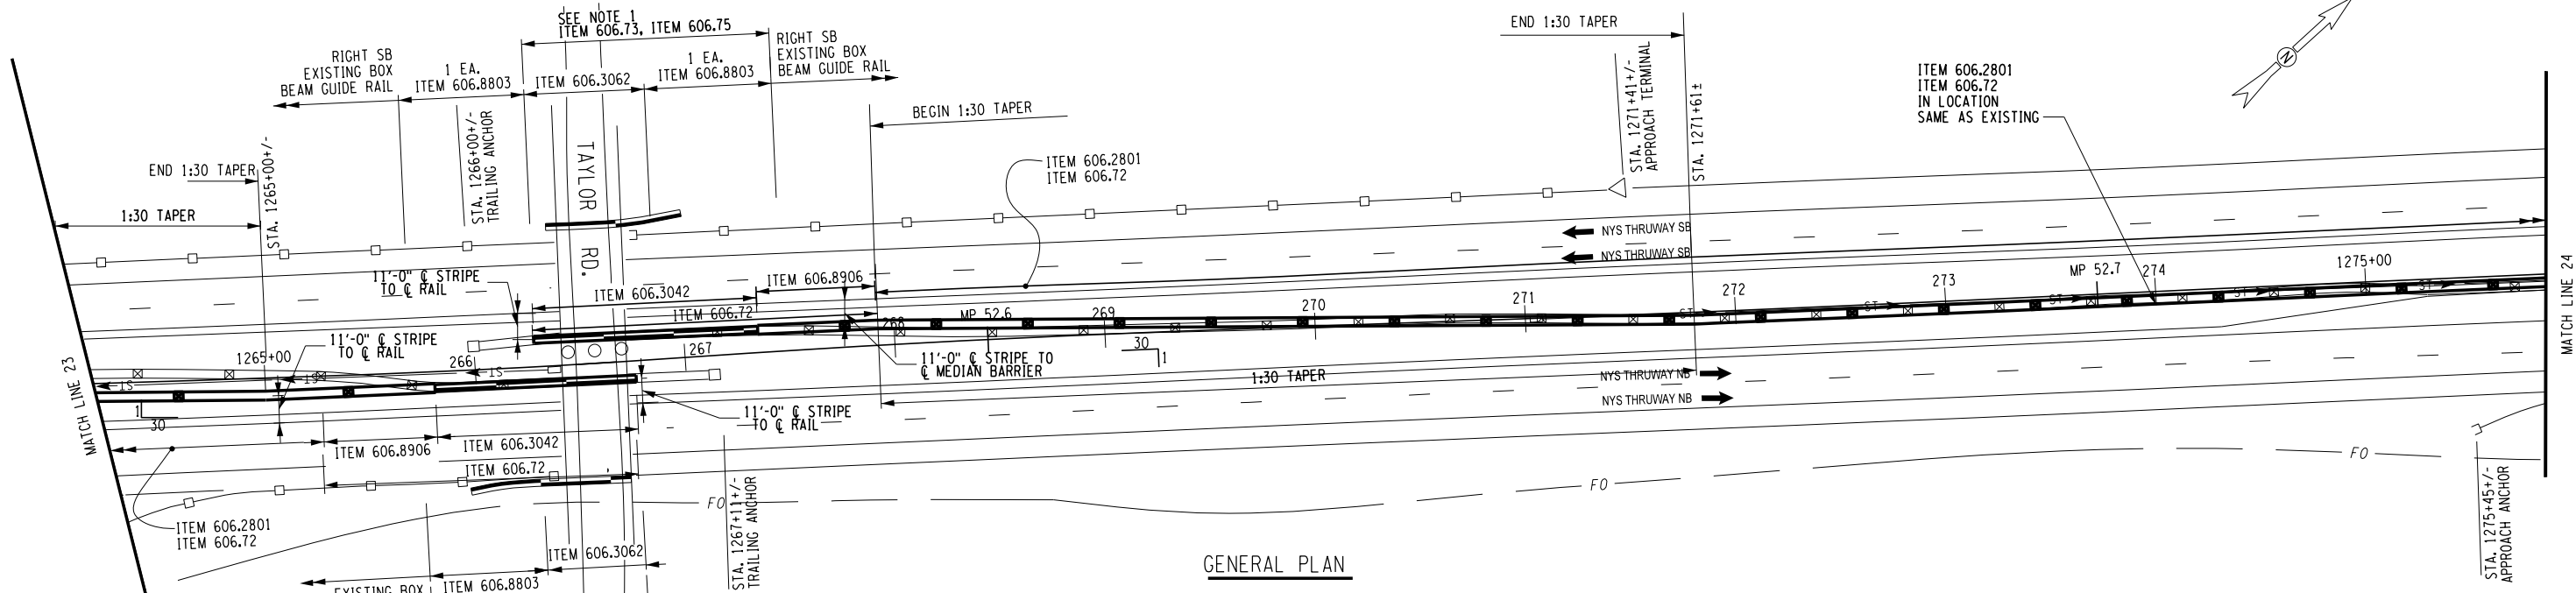 SEE NOTE 1
ITEM 606.73, ITEM 606.75
RIGHT SB
EXISTING BOX
BEAM GUIDE RAIL
1 EA.
ITEM 606.8803
ITEM 606.3062
1 EA.
ITEM 606.8803
RIGHT SB
EXISTING BOX
BEAM GUIDE RAIL
END 1:30 TAPER
BEGIN 1:30 TAPER
STA. 1271+41+/-
APPROACH TERMINAL
STA. 1271+61±
ITEM 606.2801
ITEM 606.72
IN LOCATION
SAME AS EXISTING
N
END 1:30 TAPER
1:30 TAPER
STA. 1265+00+/-
STA. 1266+00+/-
TRAILING ANCHOR
TAYLOR RD.
ITEM 606.2801
ITEM 606.72
NYS THRUWAY SB
NYS THRUWAY SB
11'-0" ℄ STRIPE
TO ℄ RAIL
ITEM 606.3042
ITEM 606.8906
ITEM 606.72
11'-0" ℄ STRIPE
TO ℄ RAIL
1265+00
266
267
268
MP 52.6
269
270
271
272
273
MP 52.7
274
1275+00
ST
ST
ST
ST
ST
ST
ST
11'-0" ℄ STRIPE TO
℄ MEDIAN BARRIER
30
1
1:30 TAPER
NYS THRUWAY NB
NYS THRUWAY NB
MATCH LINE 23
MATCH LINE 24
1
30
11'-0" ℄ STRIPE
TO ℄ RAIL
ITEM 606.8906
ITEM 606.3042
ITEM 606.72
ITEM 606.2801
ITEM 606.72
FO
FO
FO
STA. 1267+11+/-
TRAILING ANCHOR
STA. 1275+45+/-
APPROACH ANCHOR
ITEM 606.3062
EXISTING BOX
ITEM 606.8803
GENERAL PLAN